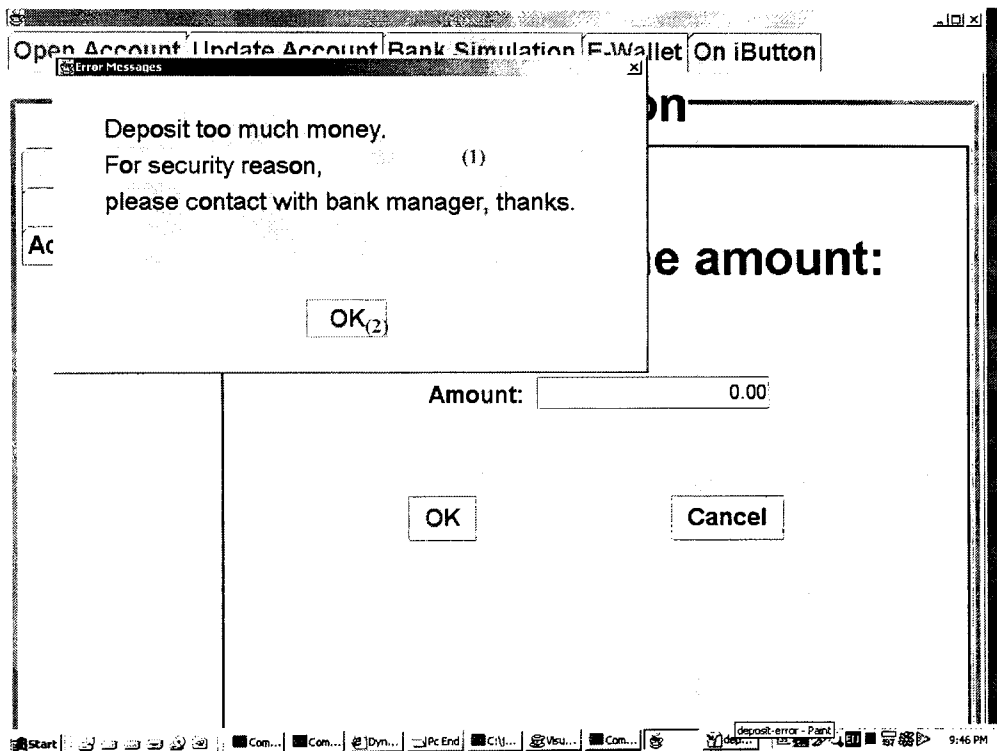 Open Account Update Account Bank Simulation E-Wallet On iButton
Error Messages
on
Deposit too much money.
For security reason, (1)
please contact with bank manager, thanks.
Ac
e amount:
OK(2)
Amount: 0.00
OK Cancel
deposit-error - Paint
Start Com... Com... Dyn... Pc End C:\j... Visu... Com... dep... 9:46 PM